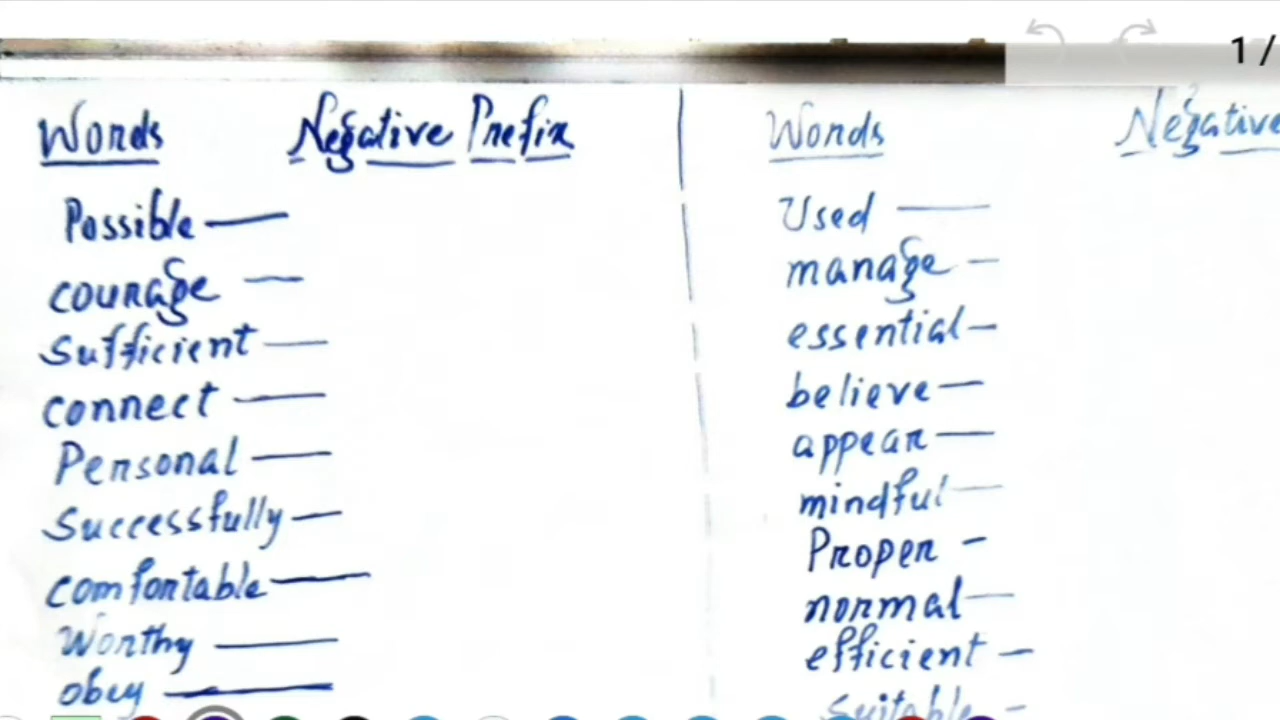 1 /
Words Negative Prefix
Possible —
courage —
Sufficient —
connect —
Personal —
Successfully —
comfortable —
Worthy —
obey —
Words Negative
Used —
manage —
essential —
believe —
appear —
mindful —
Proper —
normal —
efficient —
suitable -